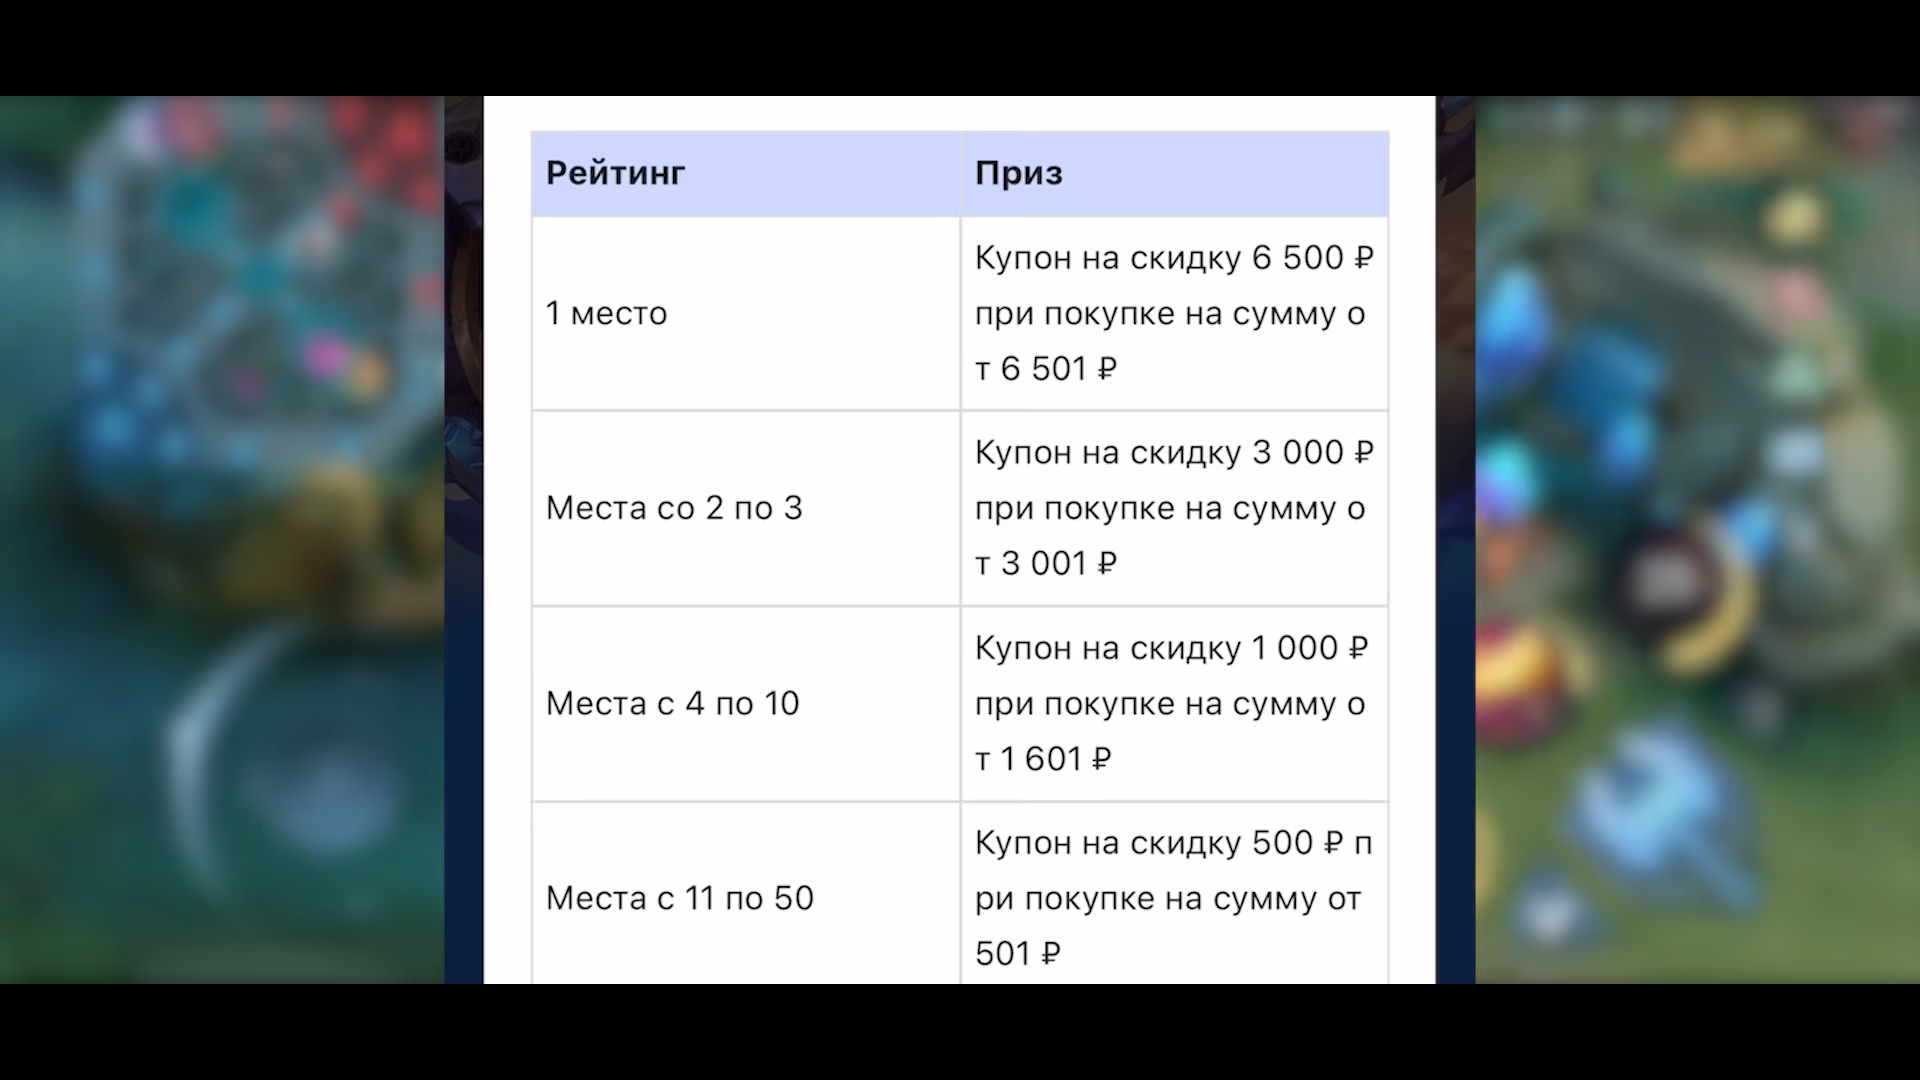 Рейтинг
Приз
1 место
Купон на скидку 6 500 ₽
при покупке на сумму о
т 6 501 ₽
Места со 2 по 3
Купон на скидку 3 000 ₽
при покупке на сумму о
т 3 001 ₽
Места с 4 по 10
Купон на скидку 1 000 ₽
при покупке на сумму о
т 1 601 ₽
Места с 11 по 50
Купон на скидку 500 ₽ п
ри покупке на сумму от
501 ₽